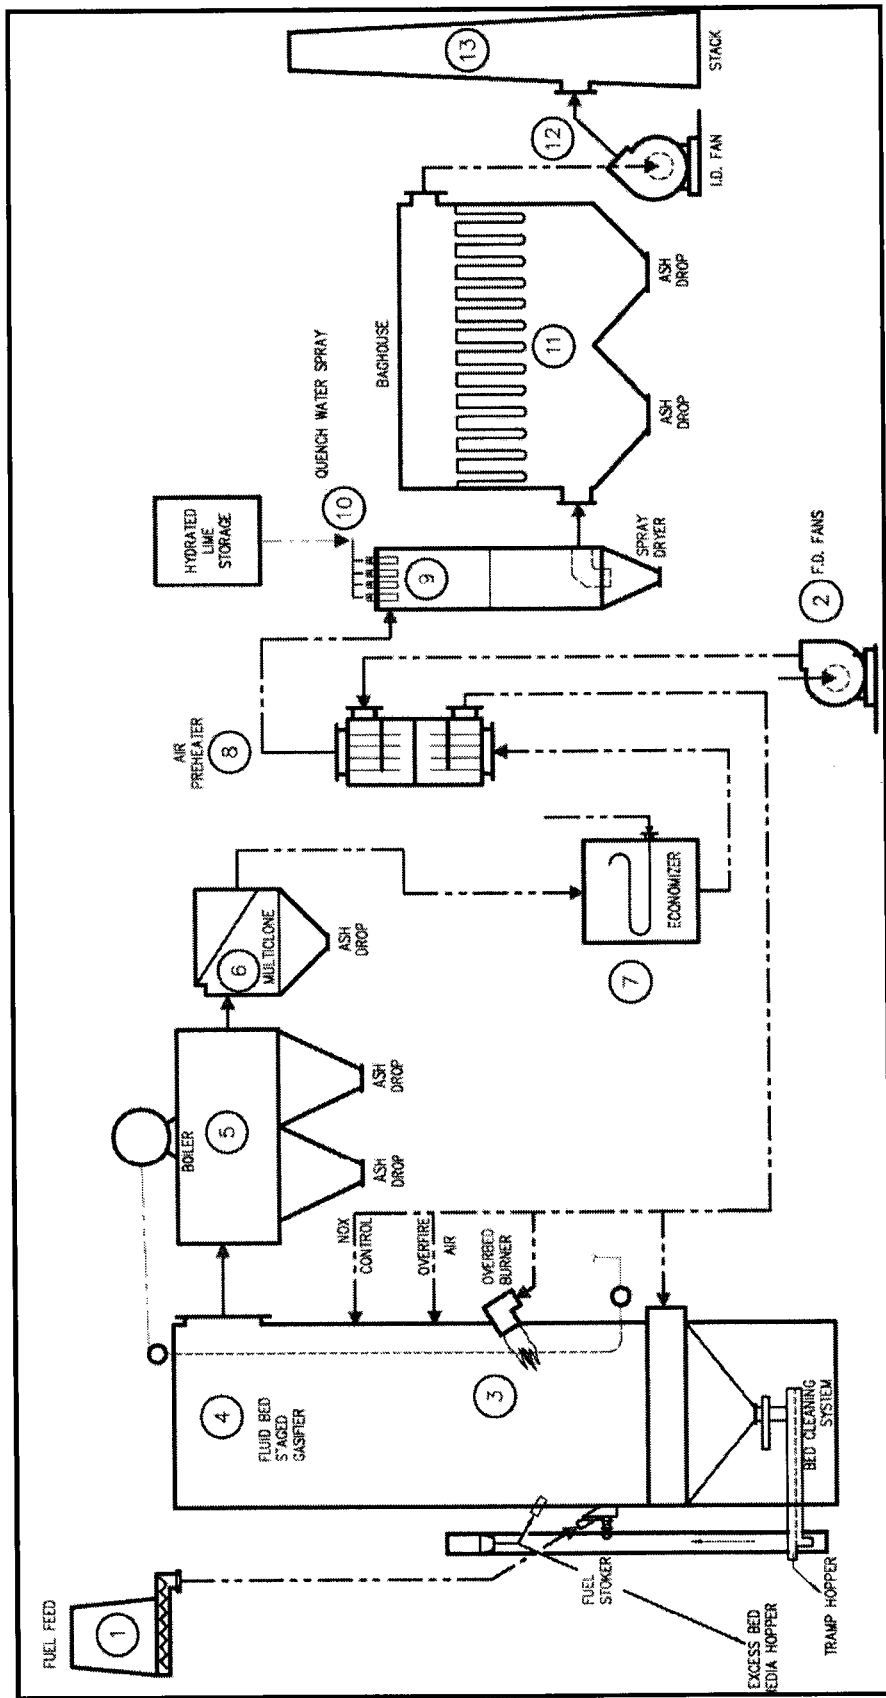 FUEL FEED
1
FUEL
STOKER
EXCESS BED
EDIA HOPPER
TRAMP HOPPER
4
FLUID BED
STAGED
GASIFIER
3
BED CLEANING
SYSTEM
NOX
CONTROL
OVERFIRE
AIR
OVERBED
BURNER
BOILER
5
ASH
DROP
ASH
DROP
6
MULTICLONE
ASH
DROP
7
ECONOMIZER
AIR
PREHEATER
8
2
F.D. FANS
HYDRATED
LIME
STORAGE
10
QUENCH WATER SPRAY
9
SPRAY
DRYER
BAGHOUSE
11
ASH
DROP
ASH
DROP
12
I.D. FAN
13
STACK